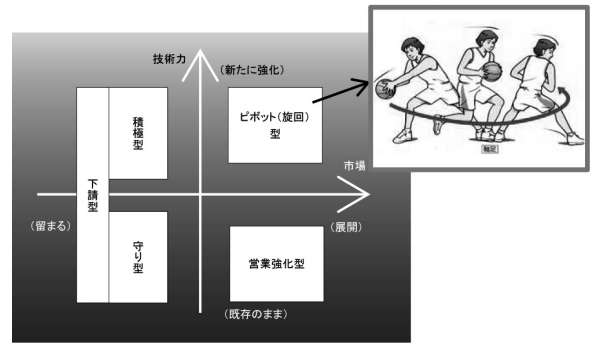 技術力
(新たに強化)
ピボット(旋回)
型
積
極
型
下
請
型
市場
(留まる)
(展開)
守
り
型
営業強化型
(既存のまま)
軸足